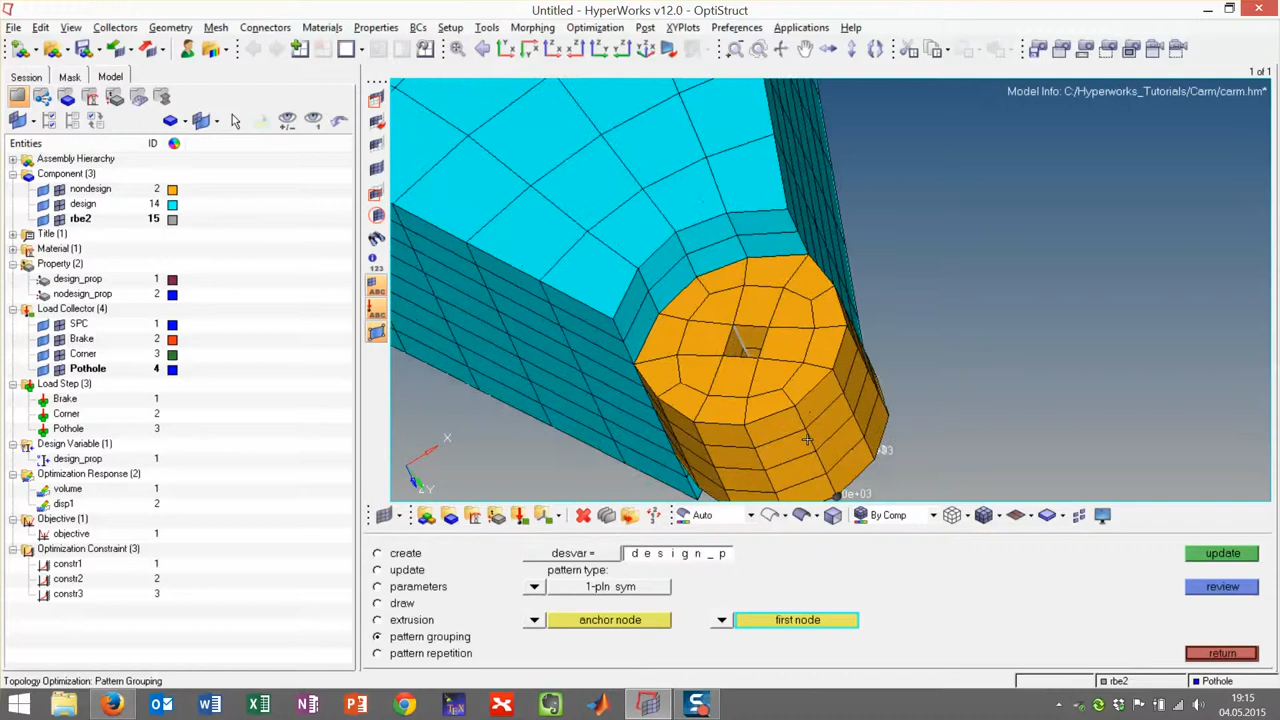 Untitled - HyperWorks v12.0 - OptiStruct
File Edit View Collectors Geometry Mesh Connectors Materials Properties BCs Setup Tools Morphing Optimization Post XYPlots Preferences Applications Help
1 of 1
Session Mask Model
Model Info: C:/Hyperworks_Tutorials/Carm/carm.hm*
Entities ID
Assembly Hierarchy
Component (3)
nondesign 2
design 14
rbe2 15
Title (1)
Material (1)
Property (2)
design_prop 1
nodesign_prop 2
Load Collector (4)
SPC 1
Brake 2
Corner 3
Pothole 4
Load Step (3)
Brake 1
Corner 2
Pothole 3
Design Variable (1)
design_prop 1
Optimization Response (2)
volume 1
disp1 2
Objective (1)
objective 1
Optimization Constraint (3)
constr1 1
constr2 2
constr3 3
123
ABC
ABC
X
Y
0e+03
Auto
By Comp
create
update
parameters
draw
extrusion
pattern grouping
pattern repetition
desvar = design_p
pattern type:
1-pln sym
anchor node
first node
update
review
return
Topology Optimization: Pattern Grouping
rbe2
Pothole
19:15
04.05.2015